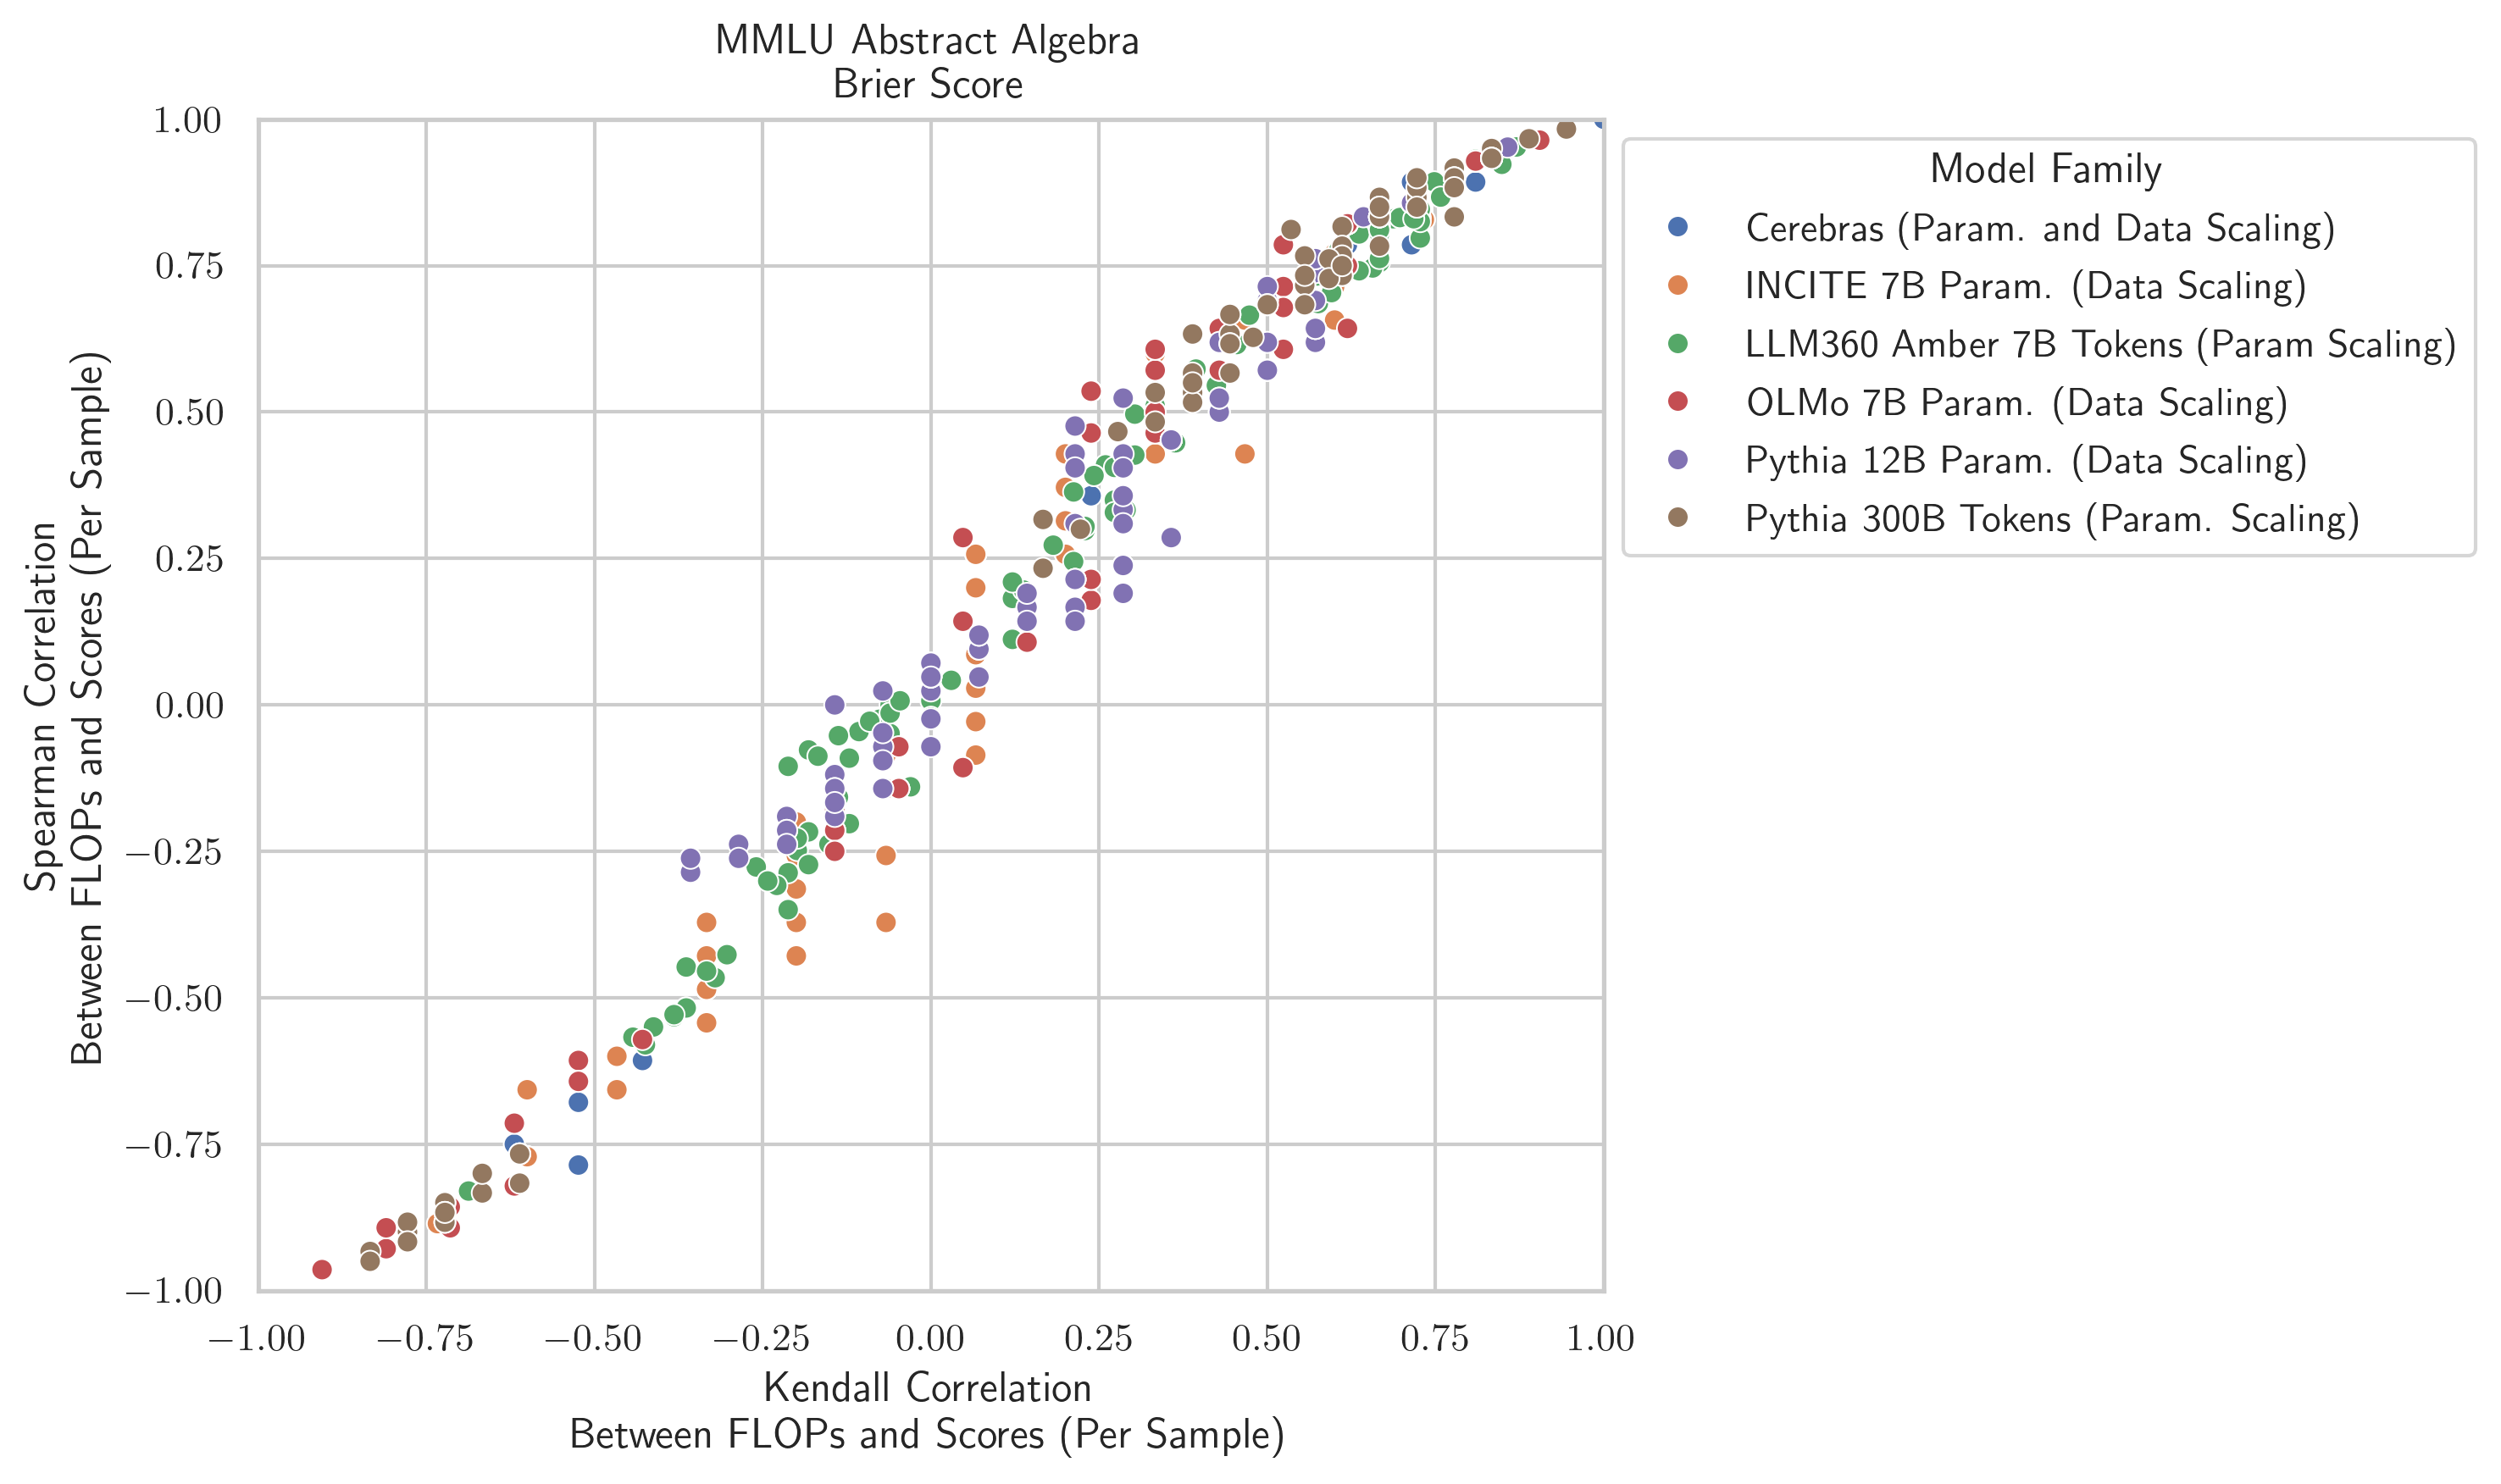 MMLU Abstract Algebra
Brier Score
Spearman Correlation
Between FLOPs and Scores (Per Sample)
1.00
0.75
0.50
0.25
0.00
−0.25
−0.50
−0.75
−1.00
−1.00 −0.75 −0.50 −0.25 0.00 0.25 0.50 0.75 1.00
Kendall Correlation
Between FLOPs and Scores (Per Sample)
Model Family
Cerebras (Param. and Data Scaling)
INCITE 7B Param. (Data Scaling)
LLM360 Amber 7B Tokens (Param Scaling)
OLMo 7B Param. (Data Scaling)
Pythia 12B Param. (Data Scaling)
Pythia 300B Tokens (Param. Scaling)